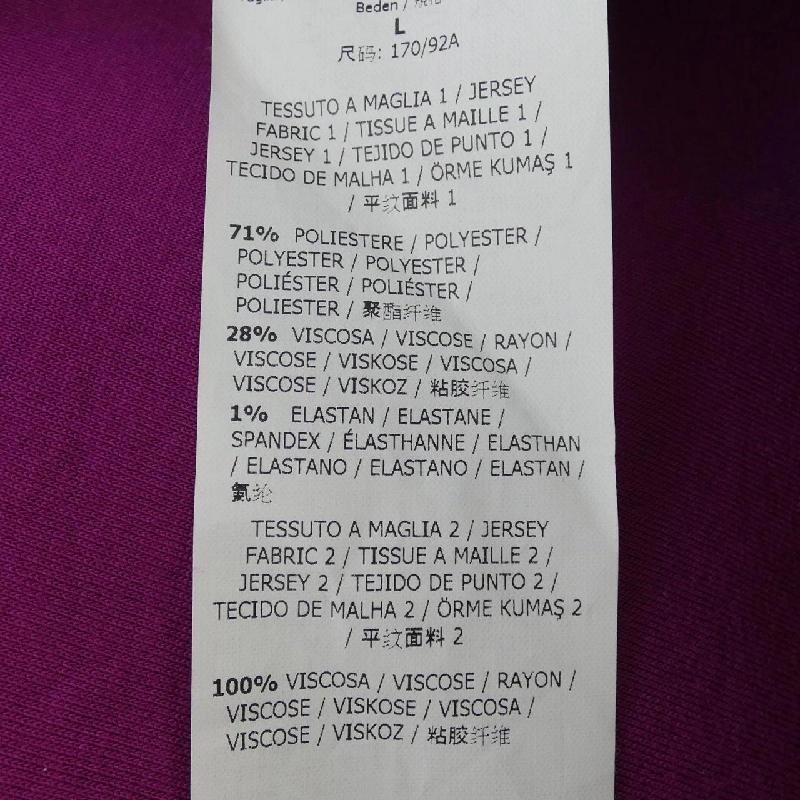 Beden / 规格
L
尺码: 170/92A
TESSUTO A MAGLIA 1 / JERSEY
FABRIC 1 / TISSUE A MAILLE 1 /
JERSEY 1 / TEJIDO DE PUNTO 1 /
TECIDO DE MALHA 1 / ÖRME KUMAŞ 1
/ 平纹面料 1
71% POLIESTERE / POLYESTER /
POLYESTER / POLYESTER /
POLIÉSTER / POLIÉSTER /
POLIESTER / 聚酯纤维
28% VISCOSA / VISCOSE / RAYON /
VISCOSE / VISKOSE / VISCOSA /
VISCOSE / VISKOZ / 粘胶纤维
1% ELASTAN / ELASTANE /
SPANDEX / ÉLASTHANNE / ELASTHAN
/ ELASTANO / ELASTANO / ELASTAN /
氨纶
TESSUTO A MAGLIA 2 / JERSEY
FABRIC 2 / TISSUE A MAILLE 2 /
JERSEY 2 / TEJIDO DE PUNTO 2 /
TECIDO DE MALHA 2 / ÖRME KUMAŞ 2
/ 平纹面料 2
100% VISCOSA / VISCOSE / RAYON /
VISCOSE / VISKOSE / VISCOSA /
VISCOSE / VISKOZ / 粘胶纤维